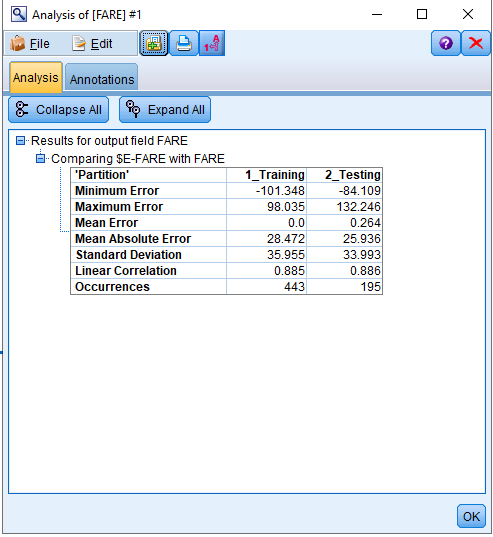 Analysis of [FARE] #1
File Edit
Analysis Annotations
Collapse All Expand All
Results for output field FARE
Comparing $E-FARE with FARE
'Partition' 1_Training 2_Testing
Minimum Error -101.348 -84.109
Maximum Error 98.035 132.246
Mean Error 0.0 0.264
Mean Absolute Error 28.472 25.936
Standard Deviation 35.955 33.993
Linear Correlation 0.885 0.886
Occurrences 443 195
OK